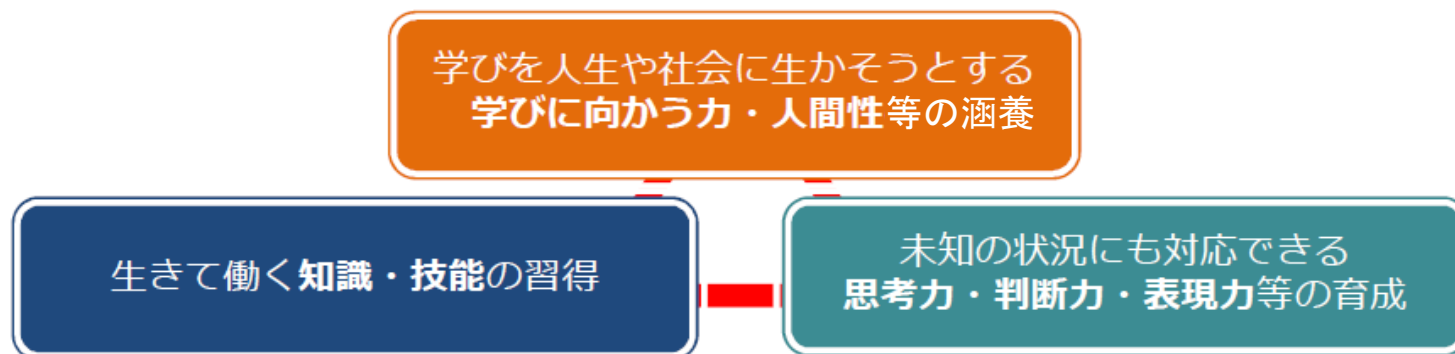 学びを人生や社会に生かそうとする
学びに向かう力・人間性等の涵養
生きて働く知識・技能の習得
未知の状況にも対応できる
思考力・判断力・表現力等の育成